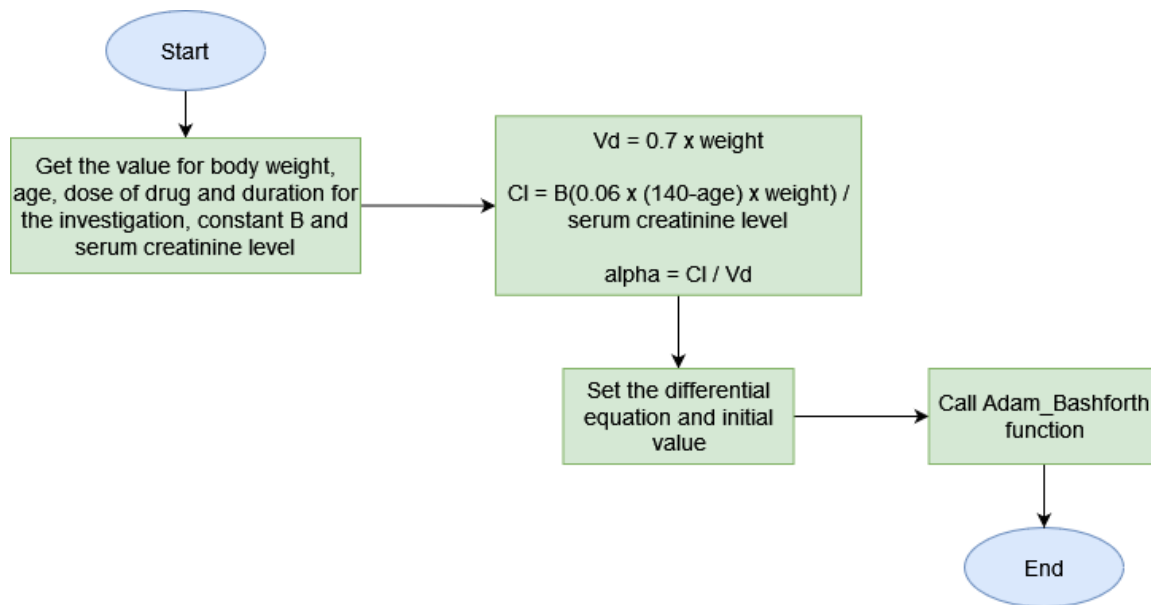 Start
Get the value for body weight,
age, dose of drug and duration for
the investigation, constant B and
serum creatinine level
Vd = 0.7 x weight
Cl = B(0.06 x (140-age) x weight) /
serum creatinine level
alpha = Cl / Vd
Set the differential
equation and initial
value
Call Adam_Bashforth
function
End